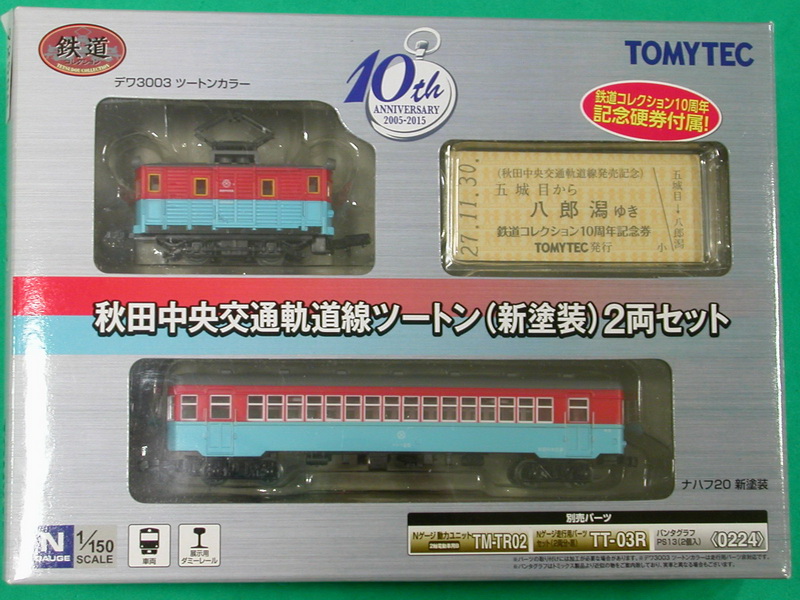 鉄道
コレクション
TETSUDOU COLLECTION
デワ3003 ツートンカラー
10th
ANNIVERSARY
2005-2015
TOMYTEC
鉄道コレクション10周年
記念硬券付属!
27.11.30.
(秋田中央交通軌道線発売記念)
五城目から
八郎潟ゆき
鉄道コレクション10周年記念券
TOMYTEC発行
五城目→八郎潟
小
秋田中央交通軌道線ツートン(新塗装)2両セット
ナハフ20 新塗装
N
GAUGE
1/150
SCALE
車両
展示用
ダミーレール
別売パーツ
Nゲージ動力ユニット
TM-TR02
Nゲージ走行用パーツ
TT-03R
パンタグラフ
PS13(2個入)
《0224》